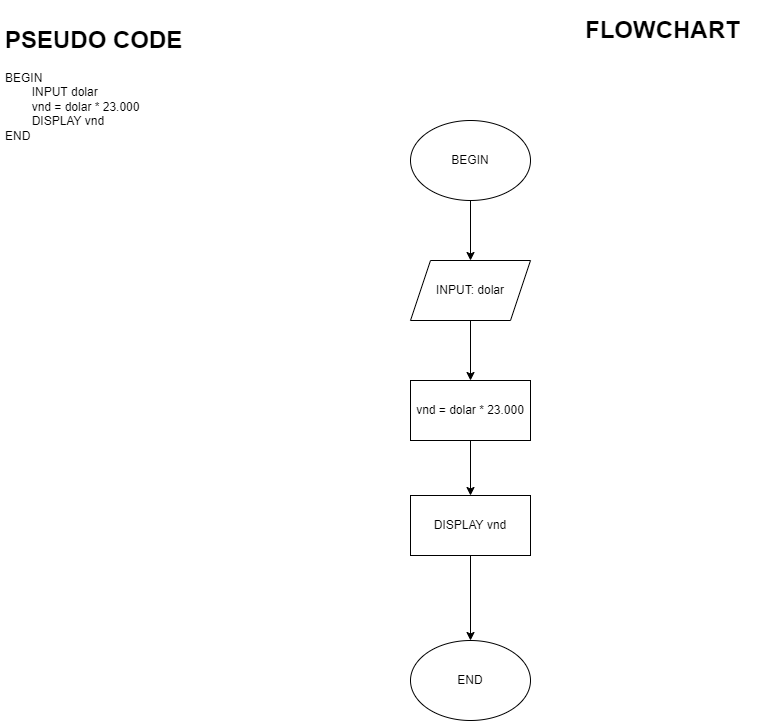 PSEUDO CODE
BEGIN
INPUT dolar
vnd = dolar * 23.000
DISPLAY vnd
END
FLOWCHART
BEGIN
INPUT: dolar
vnd = dolar * 23.000
DISPLAY vnd
END